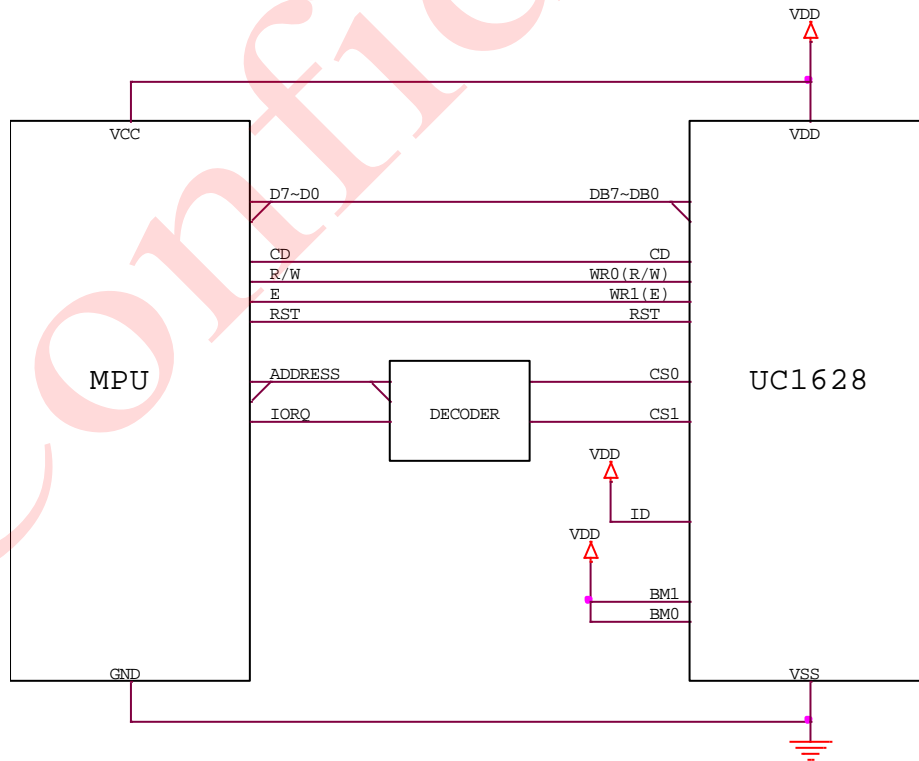 VDD
VCC
VDD
D7~D0
DB7~DB0
CD
CD
R/W
WR0(R/W)
E
WR1(E)
RST
RST
MPU
ADDRESS
CS0
UC1628
IORQ
DECODER
CS1
VDD
ID
VDD
BM1
BM0
GND
VSS